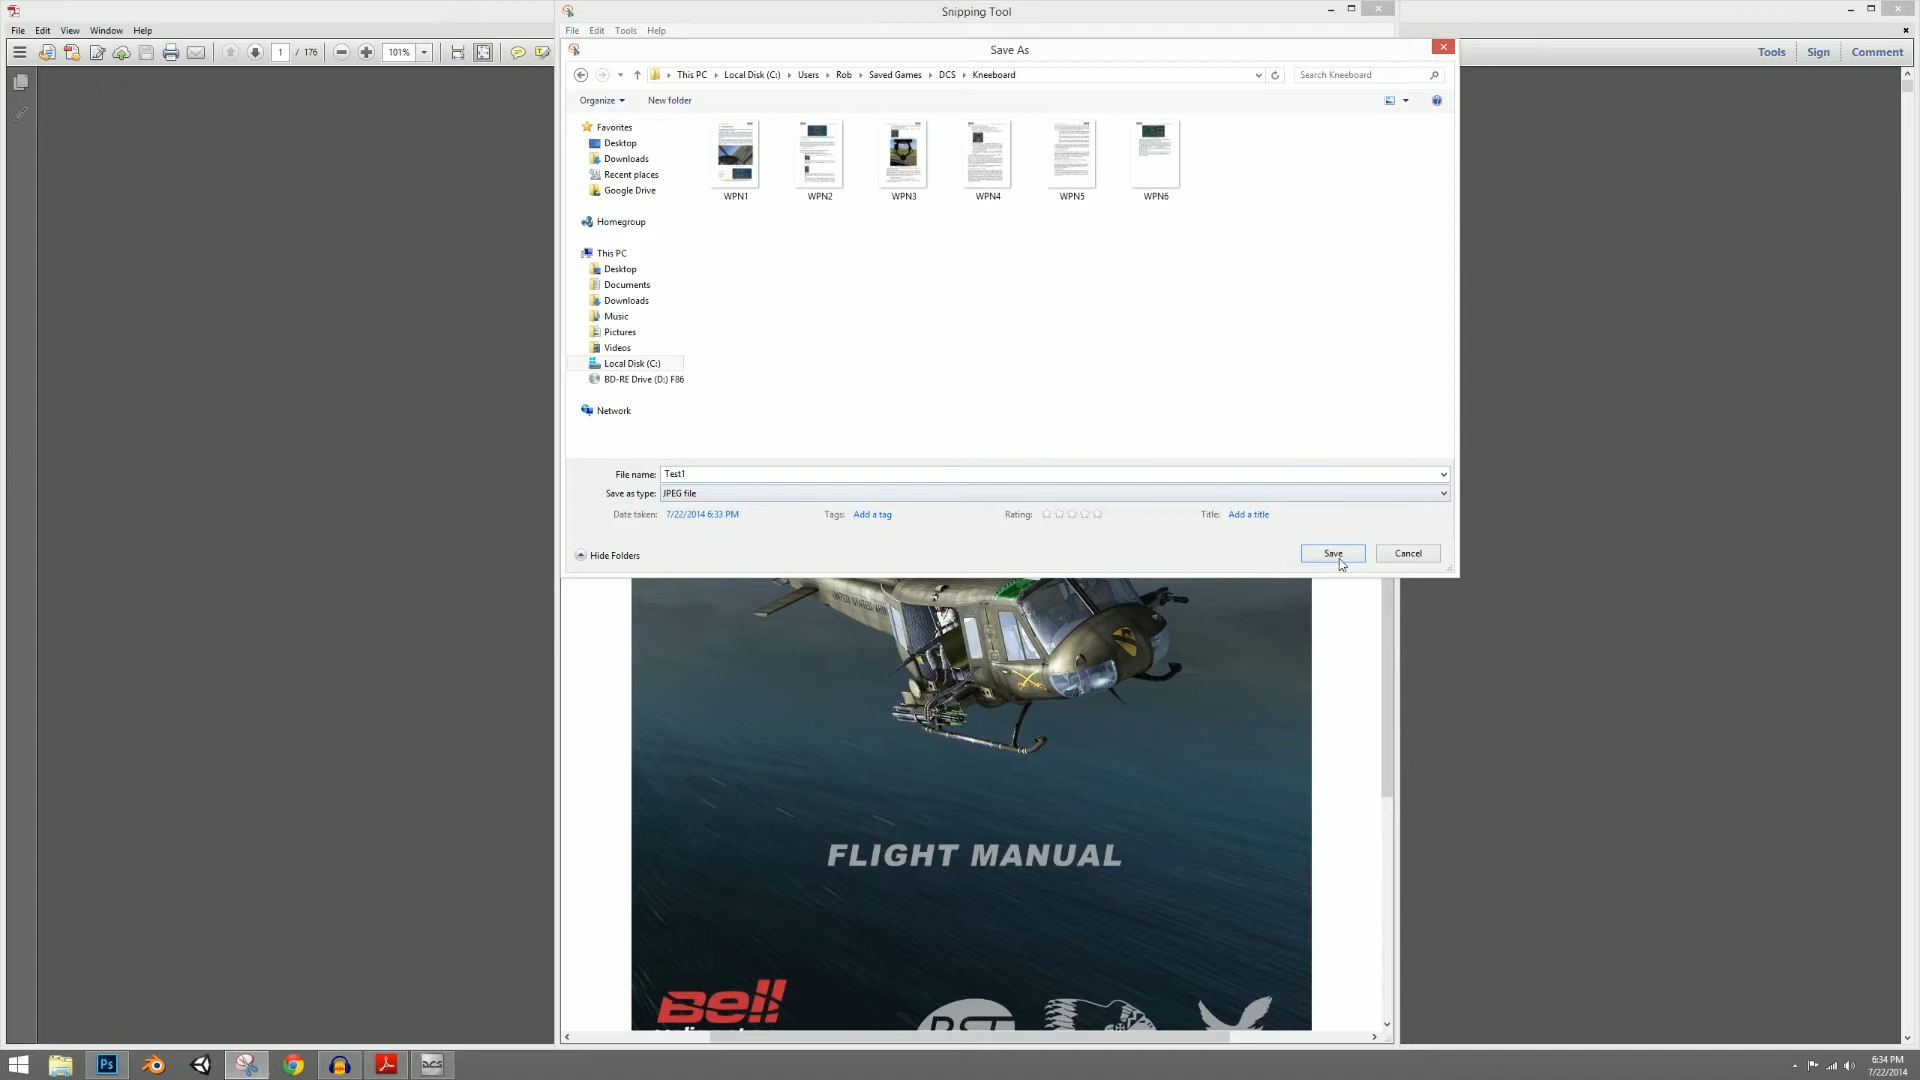 Snipping Tool
File Edit View Window Help
File Edit Tools Help
1 / 176
101%
Tools
Sign
Comment
Save As
This PC
Local Disk (C:)
Users
Rob
Saved Games
DCS
Kneeboard
Search Kneeboard
Organize
New folder
Favorites
Desktop
Downloads
Recent places
Google Drive
Homegroup
This PC
Desktop
Documents
Downloads
Music
Pictures
Videos
Local Disk (C:)
BD-RE Drive (D:) F86
Network
WPN1
WPN2
WPN3
WPN4
WPN5
WPN6
File name: Test1
Save as type: JPEG file
Date taken: 7/22/2014 6:33 PM
Tags: Add a tag
Rating:
Title: Add a title
Hide Folders
Save
Cancel
UNITED STATES ARMY
FLIGHT MANUAL
Bell
Ps
DCS
6:34 PM
7/22/2014